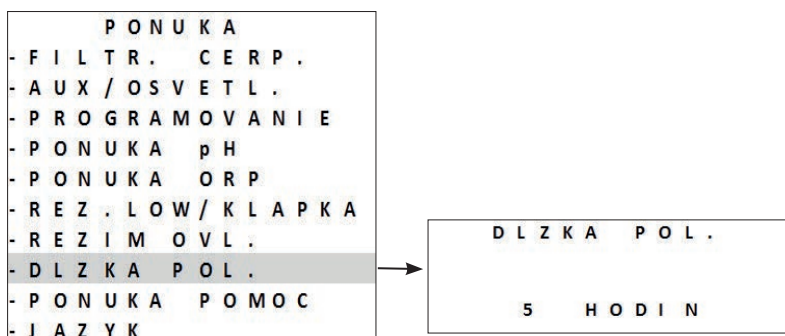 PONUKA
-FILTR. CERP.
-AUX/OSVETL.
-PROGRAMOVANIE
-PONUKA pH
-PONUKA ORP
-REZ.LOW/KLAPKA
-REZIM OVL.
-DLZKA POL.
-PONUKA POMOC
-JAZYK
DLZKA POL.
5 HODIN